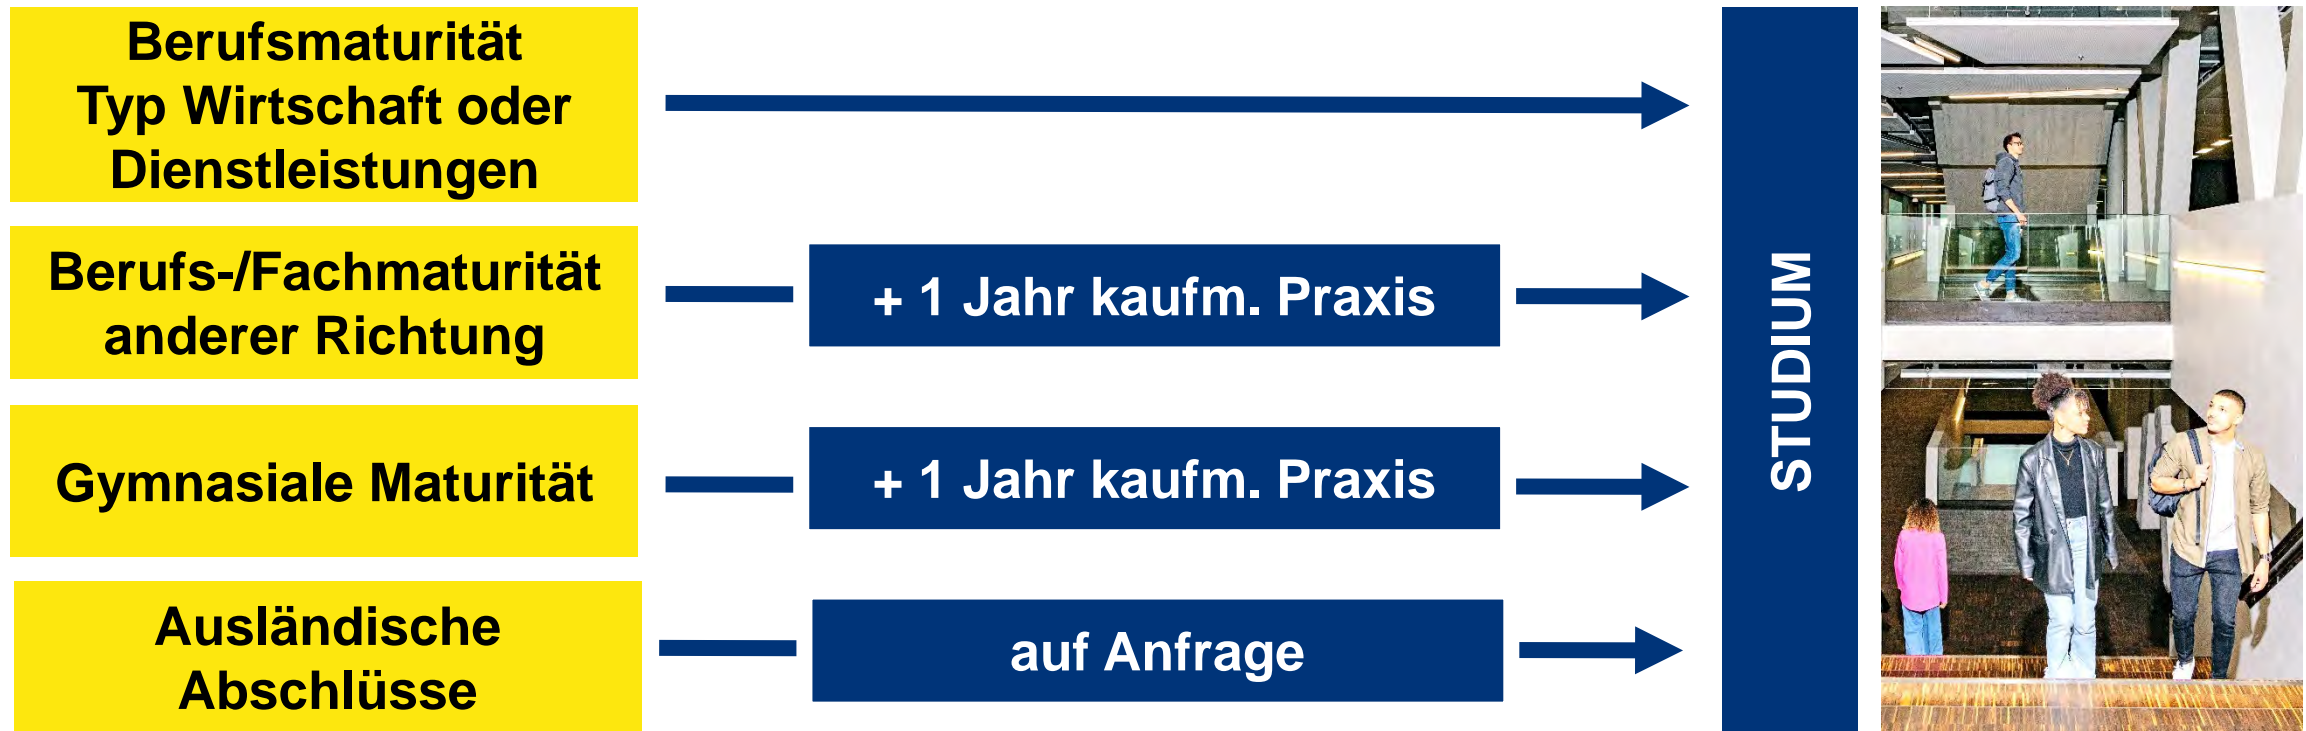 Berufsmaturität
Typ Wirtschaft oder
Dienstleistungen
Berufs-/Fachmaturität
anderer Richtung
+ 1 Jahr kaufm. Praxis
Gymnasiale Maturität
+ 1 Jahr kaufm. Praxis
Ausländische
Abschlüsse
auf Anfrage
STUDIUM